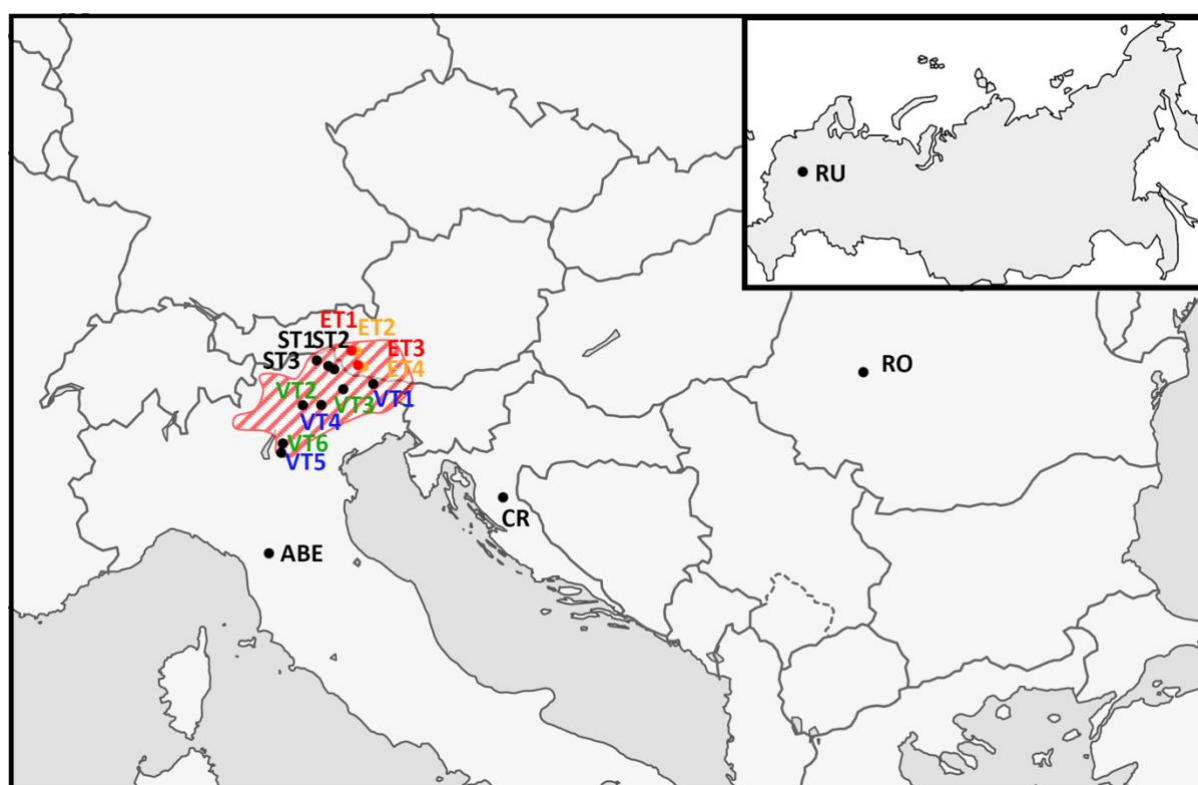 RU
ET1
ET2
ST1ST2
ET3
ST3
ET4
RO
VT2
VT3
VT1
VT4
VT6
VT5
CR
ABE